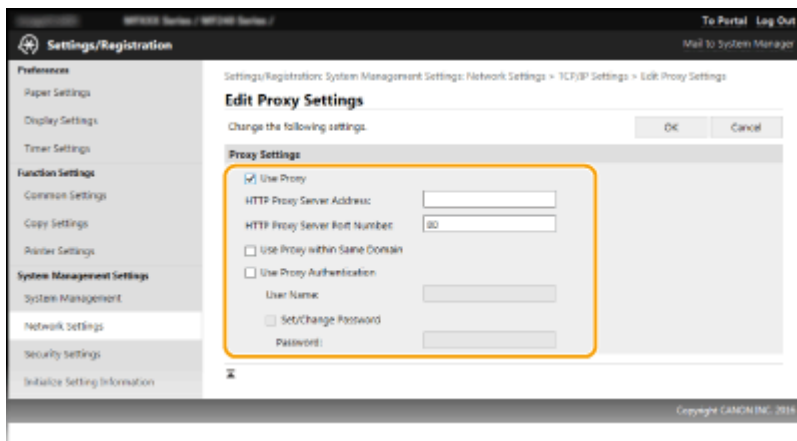 To Portal Log Out
Settings/Registration
Mail to System Manager
Preferences
Paper Settings
Display Settings
Timer Settings
Function Settings
Common Settings
Copy Settings
Printer Settings
System Management Settings
System Management
Network Settings
Security Settings
Initialize Setting Information
Settings/Registration: System Management Settings: Network Settings > TCP/IP Settings > Edit Proxy Settings
Edit Proxy Settings
Change the following settings.
OK Cancel
Proxy Settings
Use Proxy
HTTP Proxy Server Address:
HTTP Proxy Server Port Number: 80
Use Proxy within Same Domain
Use Proxy Authentication
User Name:
Set/Change Password
Password:
Copyright CANON INC. 2016